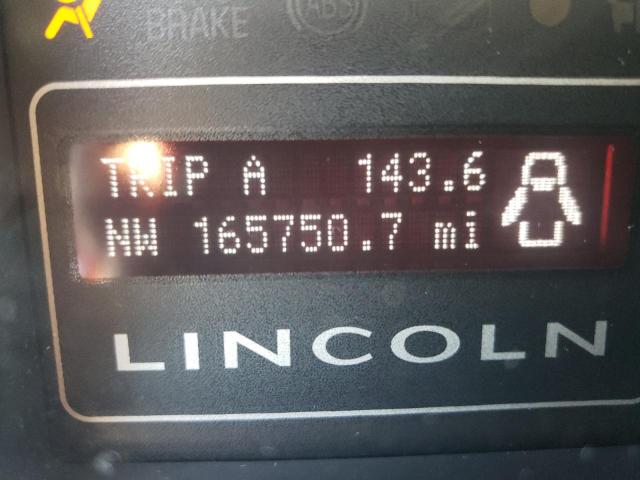 BRAKE ABS
TRIP A 143.6
NW 165750.7 mi
LINCOLN